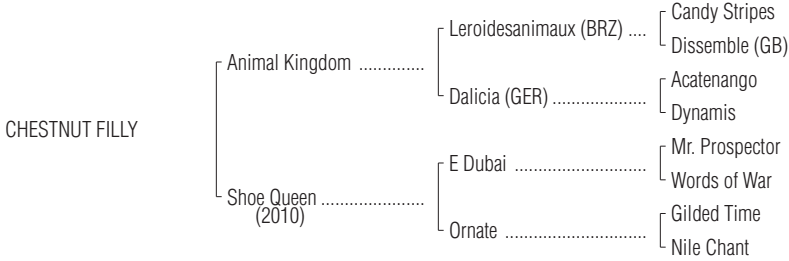 Candy Stripes
Leroidesanimaux (BRZ) ....
Dissemble (GB)
Animal Kingdom ..............
Acatenango
Dalicia (GER) ....................
Dynamis
CHESTNUT FILLY
Mr. Prospector
E Dubai ............................
Words of War
Shoe Queen ......................
(2010)
Gilded Time
Ornate ..............................
Nile Chant